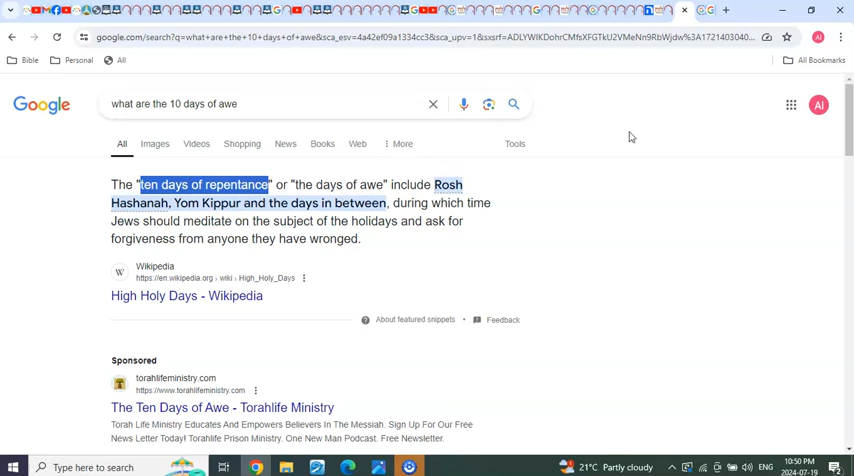 google.com/search?q=what+are+the+10+days+of+awe&sca_esv=4a42ef09a1334cc3&sca_upv=1&sxsrf=ADLYWIKDohrCMfsXFGTkU2VMeNn9RbWjdw%3A1721403040...
Bible
Personal
All
All Bookmarks
Google
what are the 10 days of awe
AI
All
Images
Videos
Shopping
News
Books
Web
More
Tools
The "ten days of repentance" or "the days of awe" include Rosh
Hashanah, Yom Kippur and the days in between, during which time
Jews should meditate on the subject of the holidays and ask for
forgiveness from anyone they have wronged.
W
Wikipedia
https://en.wikipedia.org › wiki › High_Holy_Days
High Holy Days - Wikipedia
About featured snippets
Feedback
Sponsored
torahlifeministry.com
https://www.torahlifeministry.com
The Ten Days of Awe - Torahlife Ministry
Torah Life Ministry Educates And Empowers Believers In The Messiah. Sign Up For Our Free
News Letter Today! Torahlife Prison Ministry. One New Man Podcast. Free Newsletter.
Type here to search
21°C Partly cloudy
ENG
10:50 PM
2024-07-19